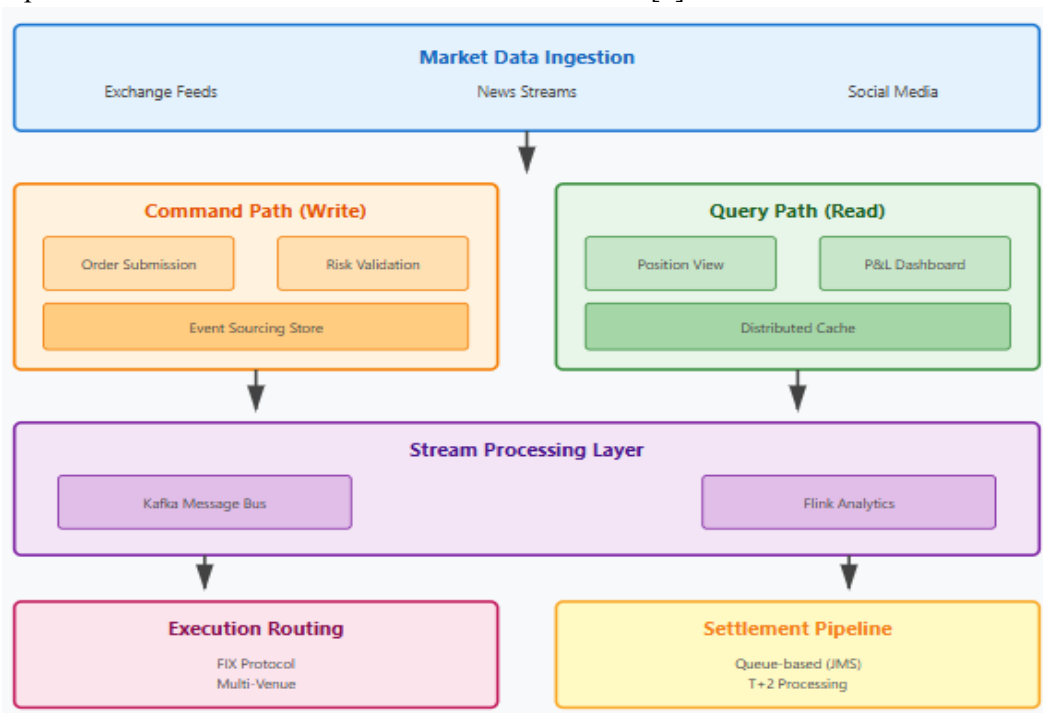 Market Data Ingestion
Exchange Feeds News Streams Social Media
Command Path (Write)
Order Submission Risk Validation
Event Sourcing Store
Query Path (Read)
Position View P&L Dashboard
Distributed Cache
Stream Processing Layer
Kafka Message Bus Flink Analytics
Execution Routing
FIX Protocol
Multi-Venue
Settlement Pipeline
Queue-based (JMS)
T+2 Processing